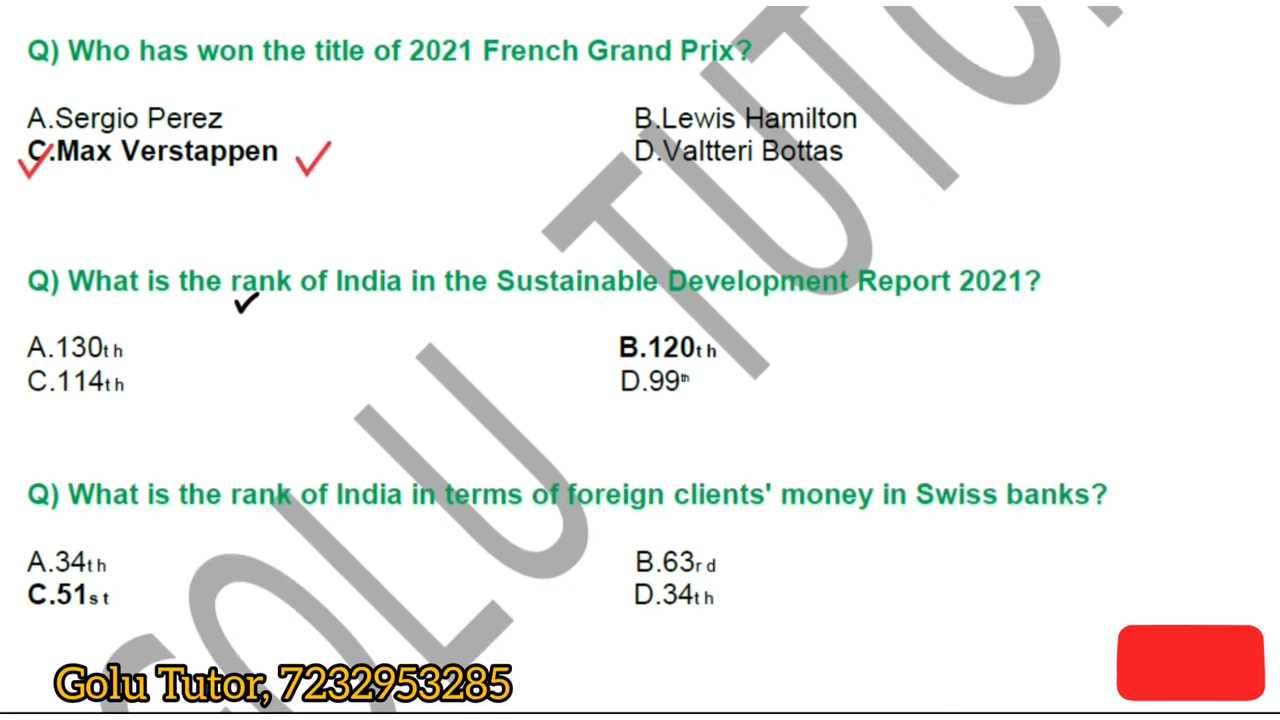 Q) Who has won the title of 2021 French Grand Prix?
A.Sergio Perez B.Lewis Hamilton
C.Max Verstappen D.Valtteri Bottas
Q) What is the rank of India in the Sustainable Development Report 2021?
A.130th B.120th
C.114th D.99th
Q) What is the rank of India in terms of foreign clients' money in Swiss banks?
A.34th B.63rd
C.51st D.34th
GOLU TUTOR
Golu Tutor, 7232953285